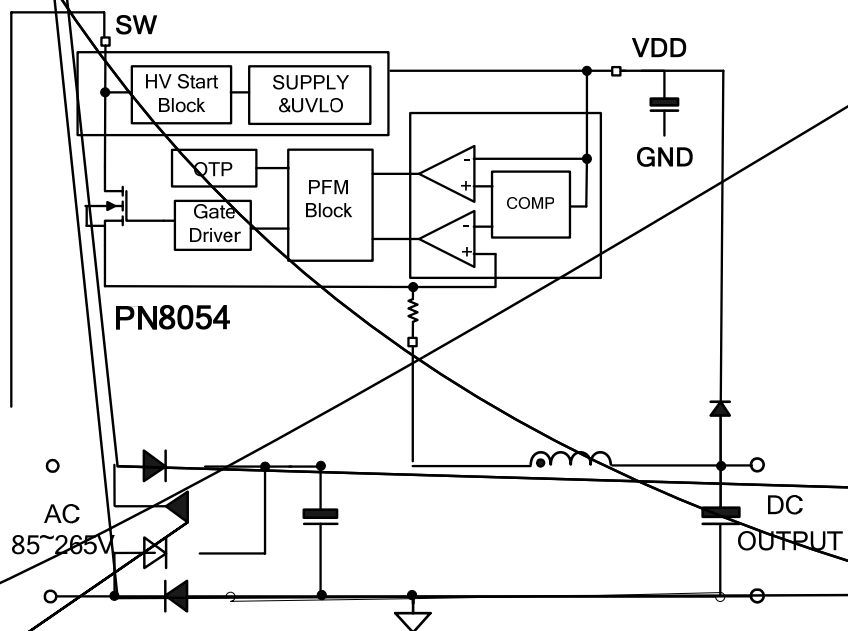 SW
VDD
HV Start
Block
SUPPLY
&UVLO
GND
OTP
PFM
Block
Gate
Driver
COMP
-
+
-
+
PN8054
AC
85~265V
DC
OUTPUT